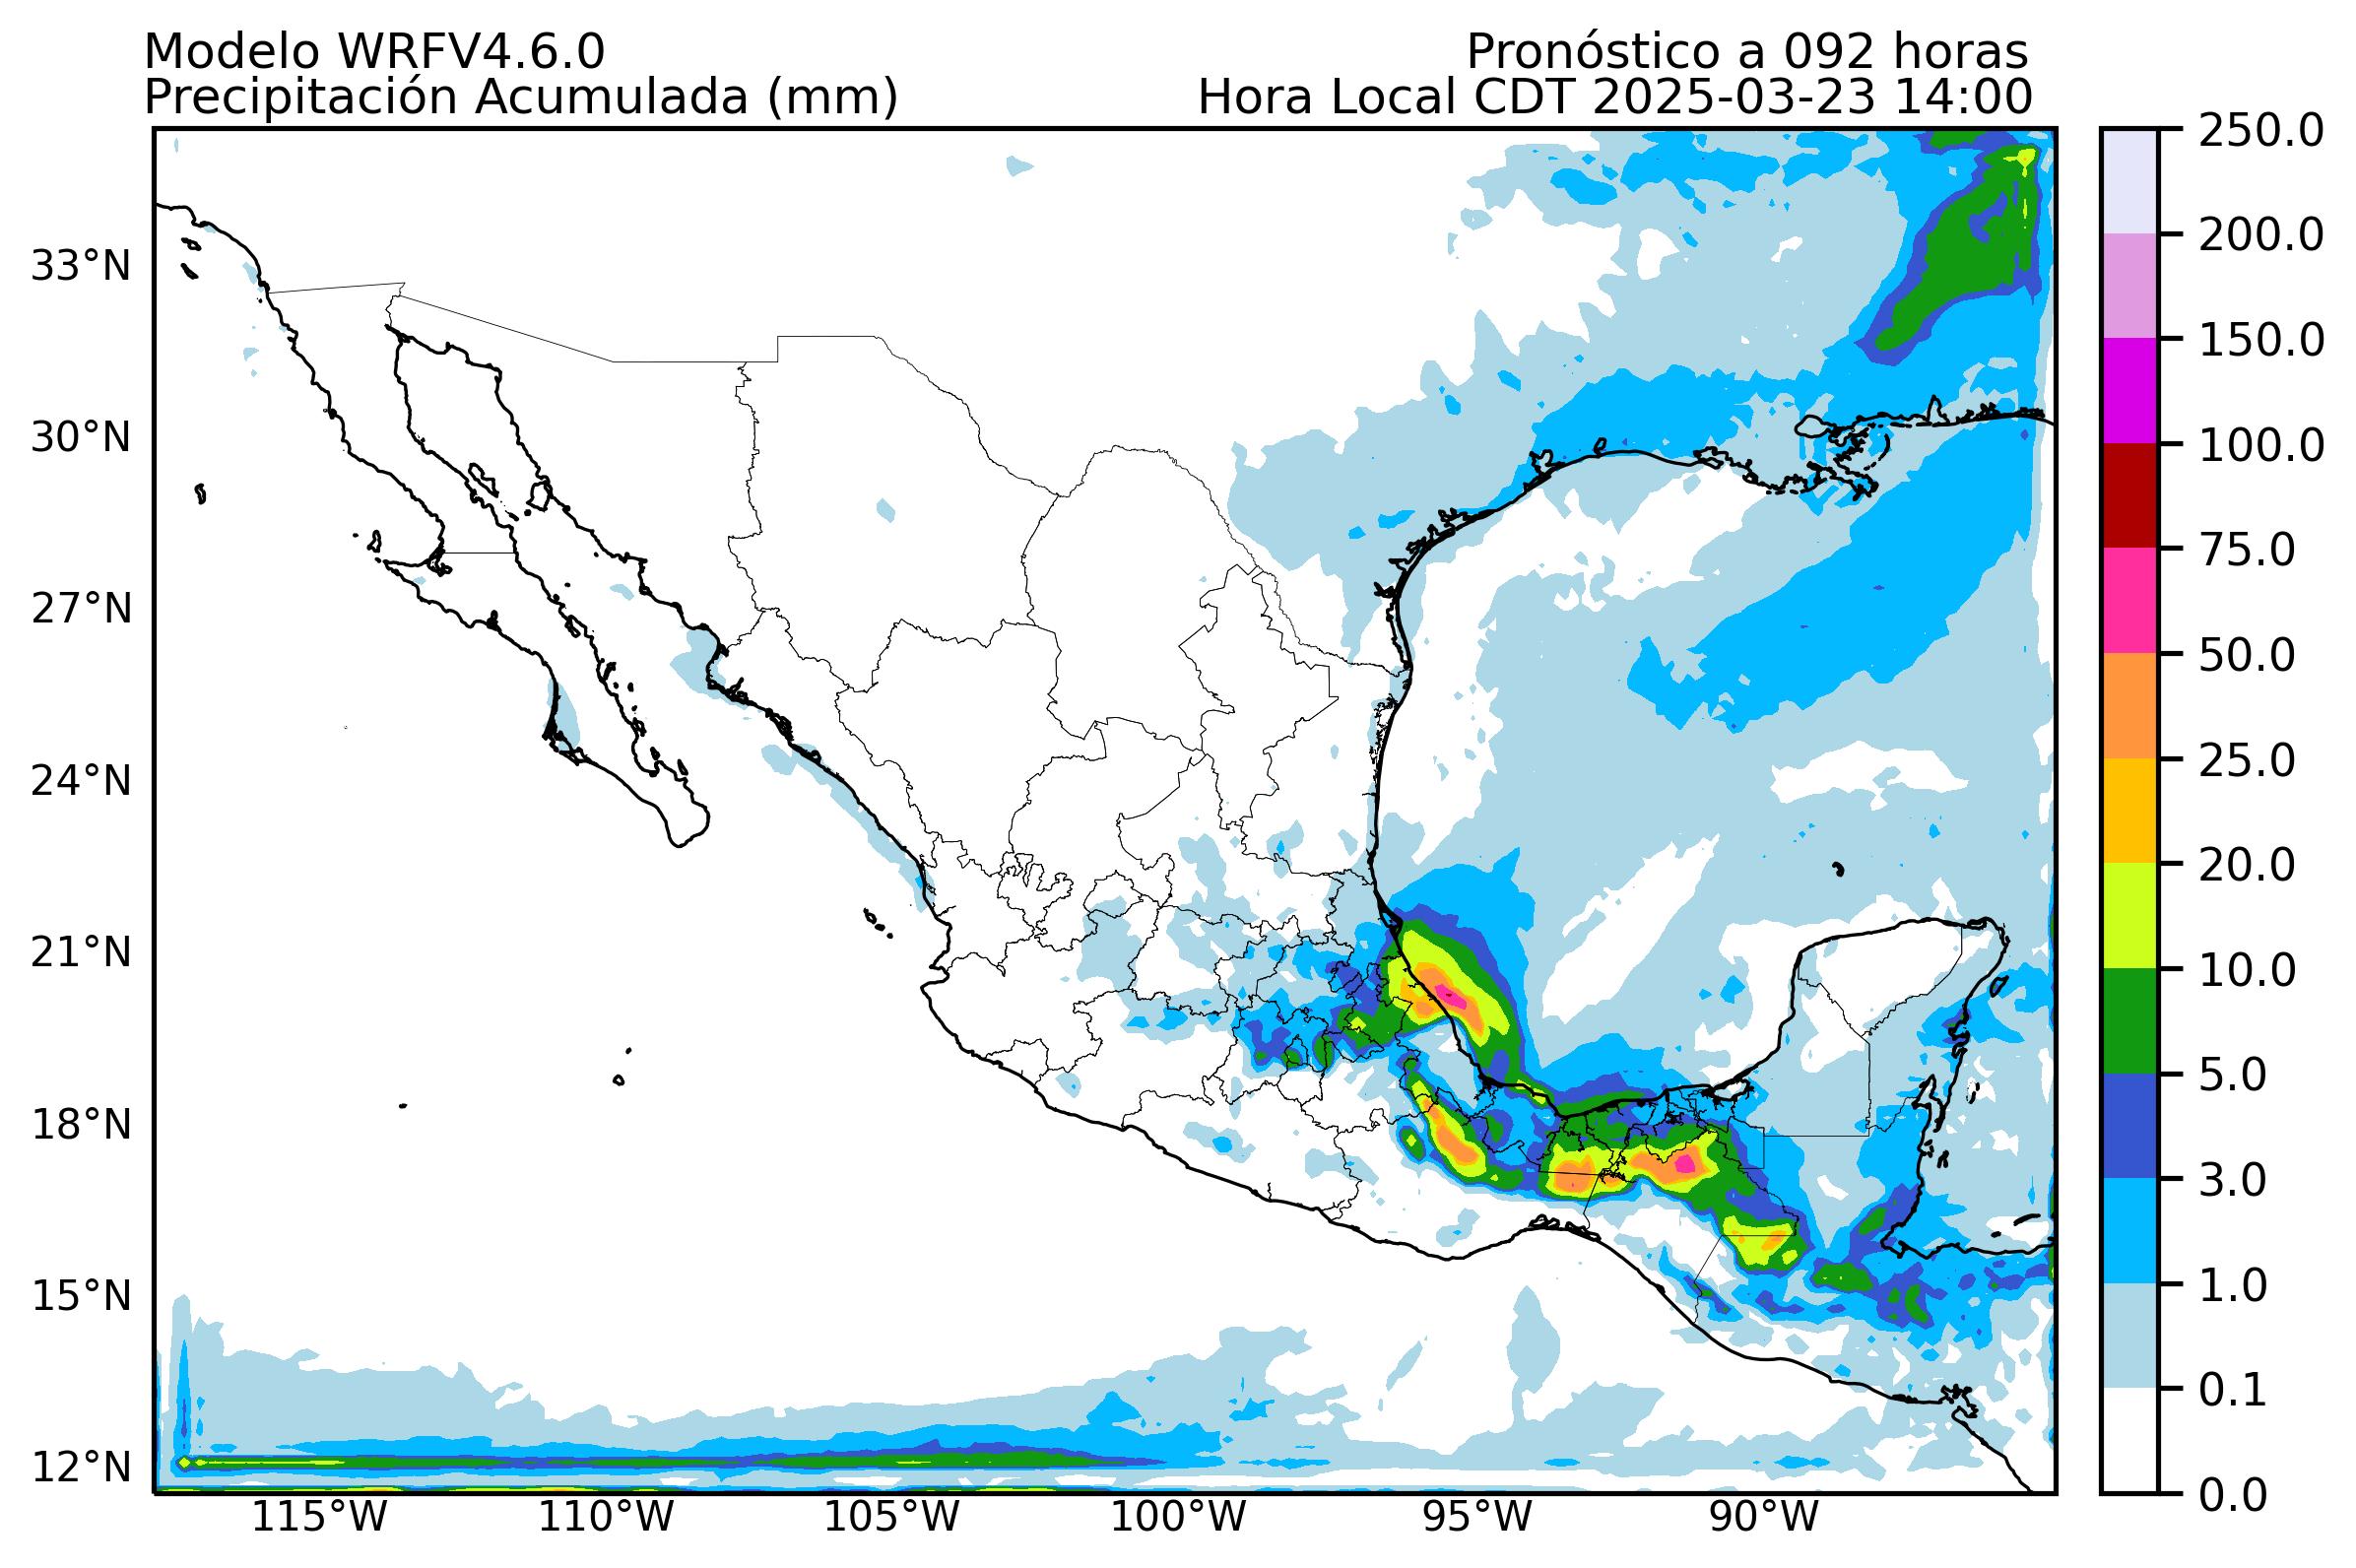 Modelo WRFV4.6.0
Pronóstico a 092 horas
Precipitación Acumulada (mm)
Hora Local CDT 2025-03-23 14:00
33°N
30°N
27°N
24°N
21°N
18°N
15°N
12°N
115°W
110°W
105°W
100°W
95°W
90°W
250.0
200.0
150.0
100.0
75.0
50.0
25.0
20.0
10.0
5.0
3.0
1.0
0.1
0.0